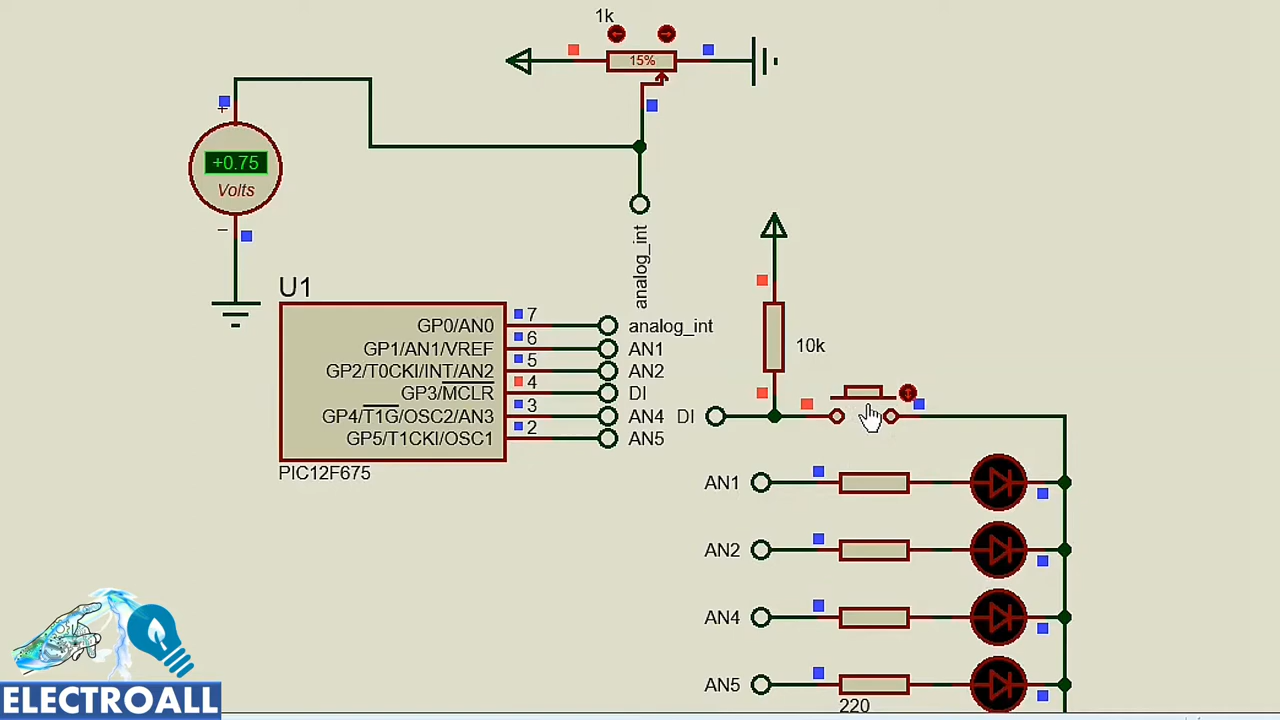 1k
15%
+
+0.75
Volts
−
analog_int
U1
GP0/AN0 7 analog_int
GP1/AN1/VREF 6 AN1
GP2/T0CKI/INT/AN2 5 AN2
GP3/MCLR 4 DI
GP4/T1G/OSC2/AN3 3 AN4
GP5/T1CKI/OSC1 2 AN5
PIC12F675
10k
DI
AN1
AN2
AN4
AN5
220
ELECTROALL